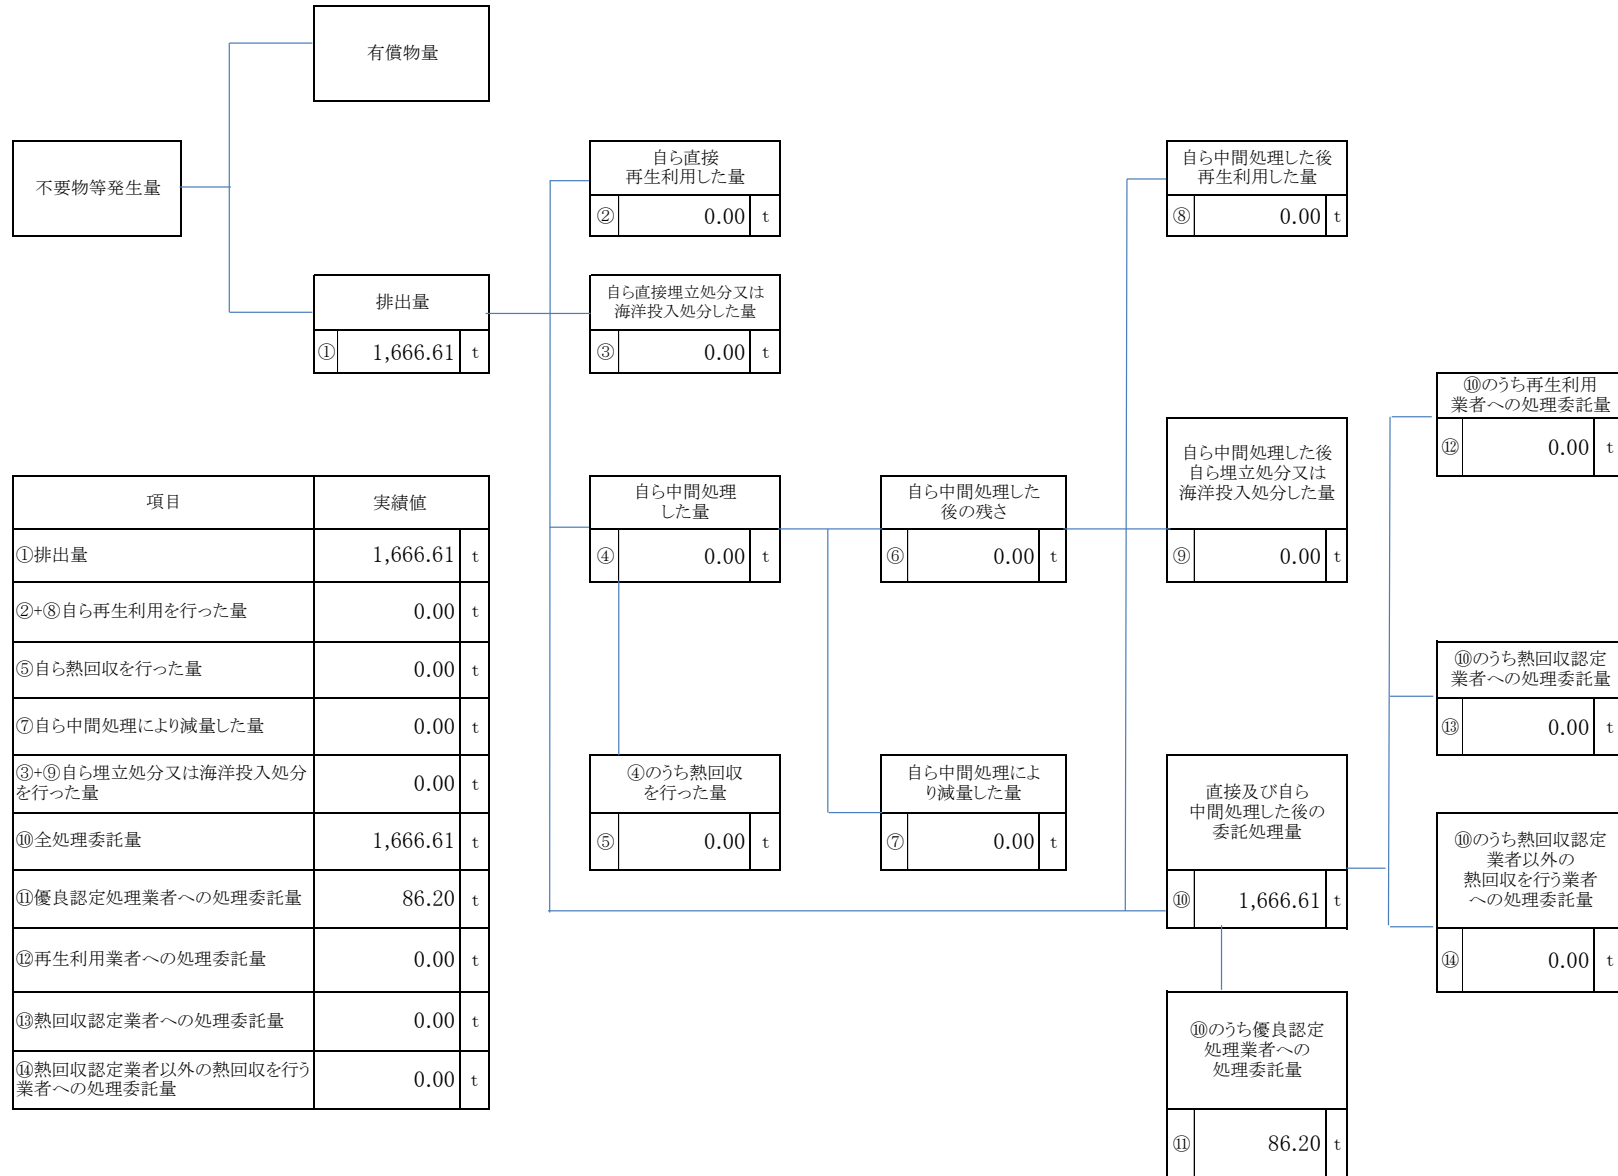 有償物量
不要物等発生量
排出量
① 1,666.61 t
自ら直接
再生利用した量
② 0.00 t
自ら直接埋立処分又は
海洋投入処分した量
③ 0.00 t
自ら中間処理
した量
④ 0.00 t
④のうち熱回収
を行った量
⑤ 0.00 t
自ら中間処理した
後の残さ
⑥ 0.00 t
自ら中間処理によ
り減量した量
⑦ 0.00 t
自ら中間処理した後
再生利用した量
⑧ 0.00 t
自ら中間処理した後
自ら埋立処分又は
海洋投入処分した量
⑨ 0.00 t
直接及び自ら
中間処理した後の
委託処理量
⑩ 1,666.61 t
⑩のうち優良認定
処理業者への
処理委託量
⑪ 86.20 t
⑩のうち再生利用
業者への処理委託量
⑫ 0.00 t
⑩のうち熱回収認定
業者への処理委託量
⑬ 0.00 t
⑩のうち熱回収認定
業者以外の
熱回収を行う業者
への処理委託量
⑭ 0.00 t
項目 実績値
①排出量 1,666.61 t
②+⑧自ら再生利用を行った量 0.00 t
⑤自ら熱回収を行った量 0.00 t
⑦自ら中間処理により減量した量 0.00 t
③+⑨自ら埋立処分又は海洋投入処分
を行った量 0.00 t
⑩全処理委託量 1,666.61 t
⑪優良認定処理業者への処理委託量 86.20 t
⑫再生利用業者への処理委託量 0.00 t
⑬熱回収認定業者への処理委託量 0.00 t
⑭熱回収認定業者以外の熱回収を行う
業者への処理委託量 0.00 t